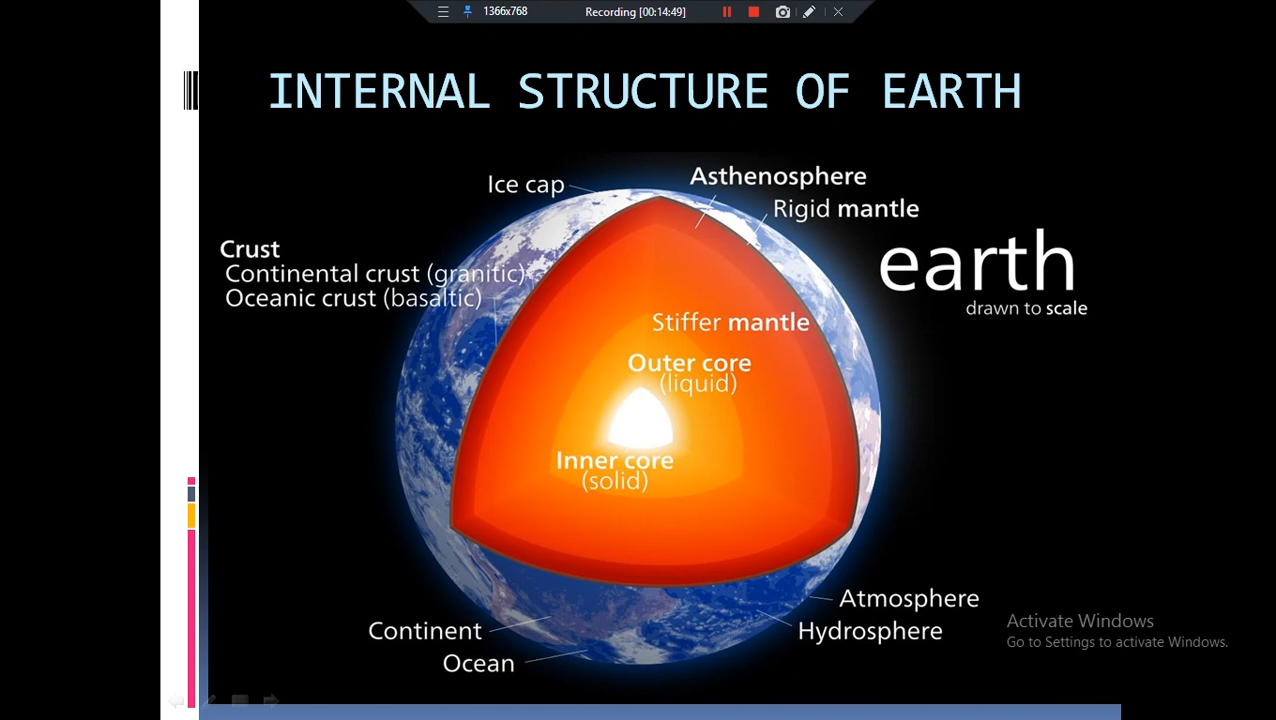 1366x768
Recording [00:14:49]
INTERNAL STRUCTURE OF EARTH
Ice cap
Asthenosphere
Rigid mantle
Crust
Continental crust (granitic)
Oceanic crust (basaltic)
earth
drawn to scale
Stiffer mantle
Outer core
(liquid)
Inner core
(solid)
Atmosphere
Hydrosphere
Continent
Ocean
Activate Windows
Go to Settings to activate Windows.